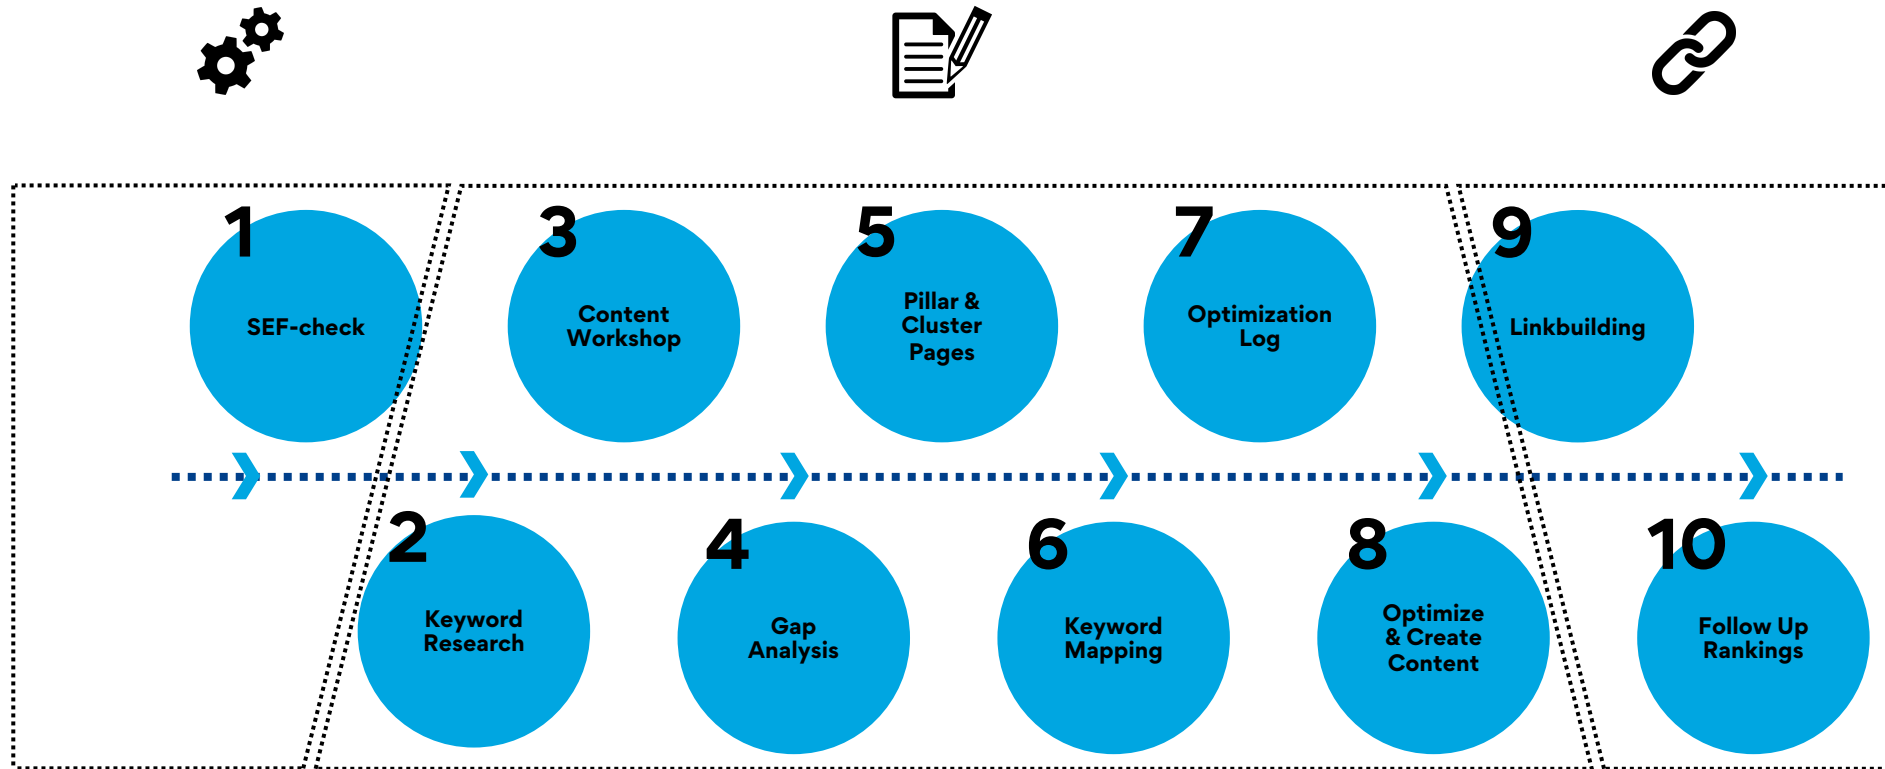 1
SEF-check
2
Keyword
Research
3
Content
Workshop
4
Gap
Analysis
5
Pillar &
Cluster
Pages
6
Keyword
Mapping
7
Optimization
Log
8
Optimize
& Create
Content
9
Linkbuilding
10
Follow Up
Rankings